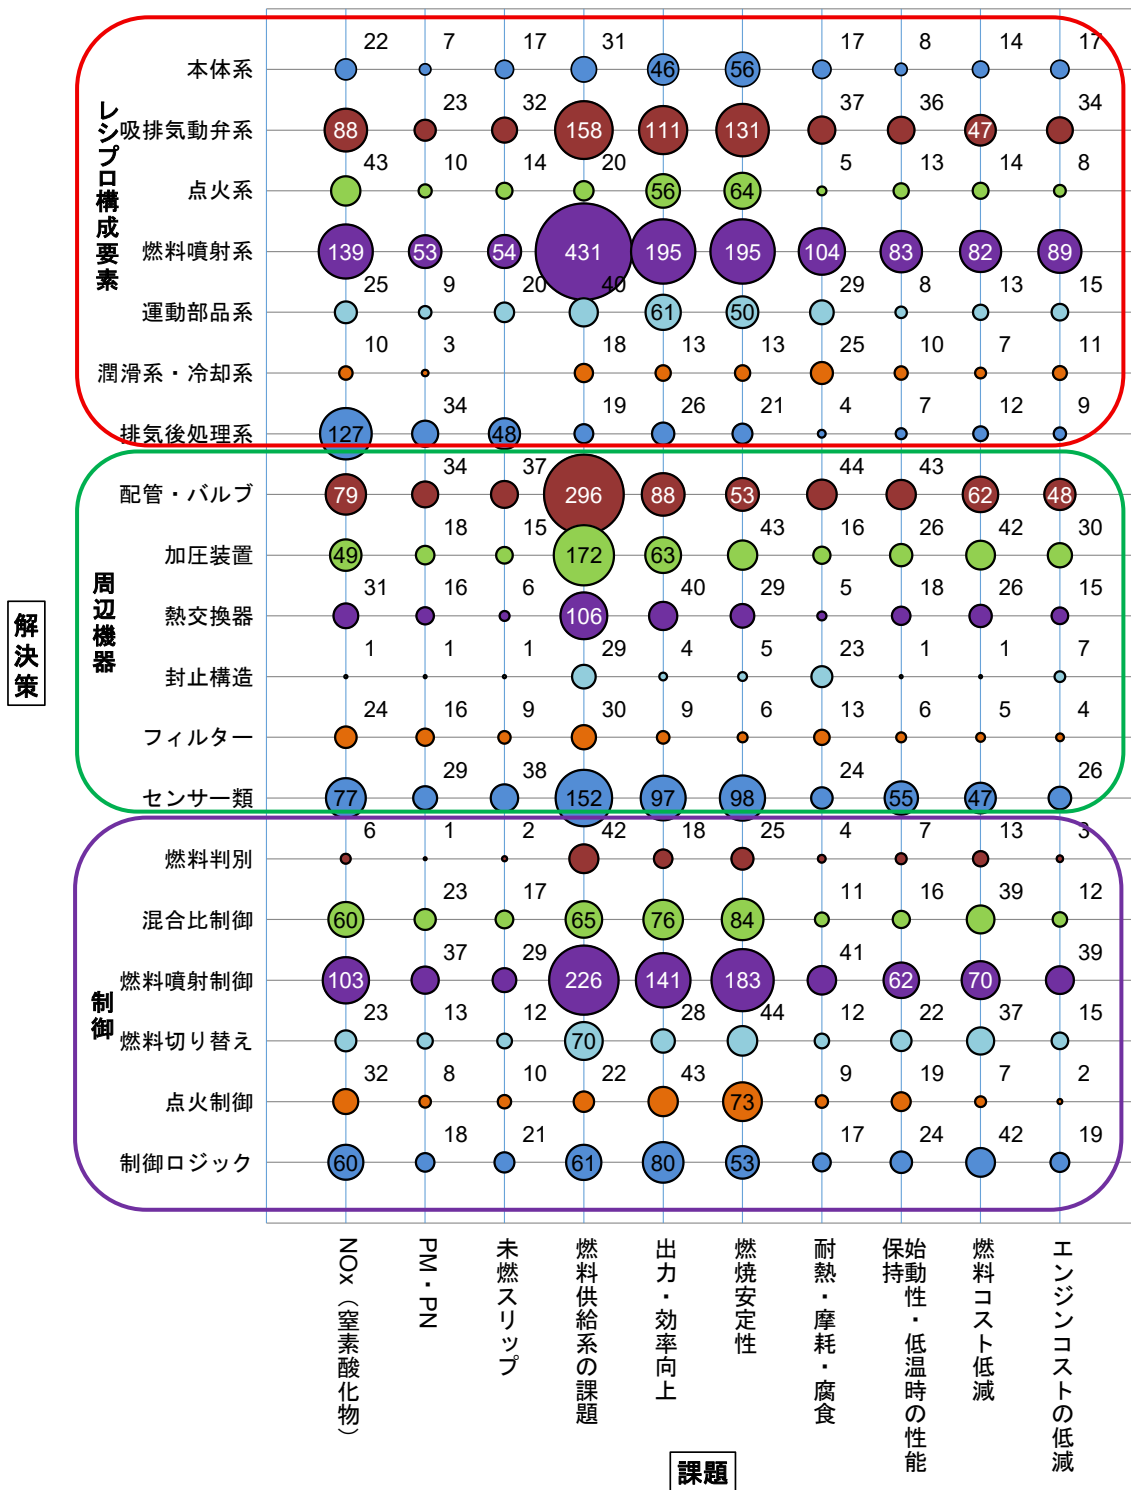 解決策
レシプロ構成要素
22 7 17 31 17 8 14 17
本体系 46 56
23 32 37 36 34
吸排気動弁系 88 158 111 131 47
43 10 14 20 5 13 14 8
点火系 56 64
燃料噴射系 139 53 54 431 195 195 104 83 82 89
25 9 20 40 29 8 13 15
運動部品系 61 50
10 3 18 13 13 25 10 7 11
潤滑系・冷却系
34 19 26 21 4 7 12 9
排気後処理系 127 48
周辺機器
34 37 44 43
配管・バルブ 79 296 88 53 62 48
18 15 43 16 26 42 30
加圧装置 49 172 63
31 16 6 40 29 5 18 26 15
熱交換器 106
1 1 1 29 4 5 23 1 1 7
封止構造
24 16 9 30 9 6 13 6 5 4
フィルター
29 38 24 26
センサー類 77 152 97 98 55 47
制御
6 1 2 42 18 25 4 7 13 3
燃料判別
23 17 11 16 39 12
混合比制御 60 65 76 84
37 29 41 39
燃料噴射制御 103 226 141 183 62 70
23 13 12 28 44 12 22 37 15
燃料切り替え 70
32 8 10 22 43 9 19 7 2
点火制御 73
18 21 17 24 42 19
制御ロジック 60 61 80 53
NOx（窒素酸化物）
PM・PN
未燃スリップ
燃料供給系の課題
出力・効率向上
燃焼安定性
耐熱・摩耗・腐食
始動性・低温時の性能
保持
燃料コスト低減
エンジンコストの低減
課題